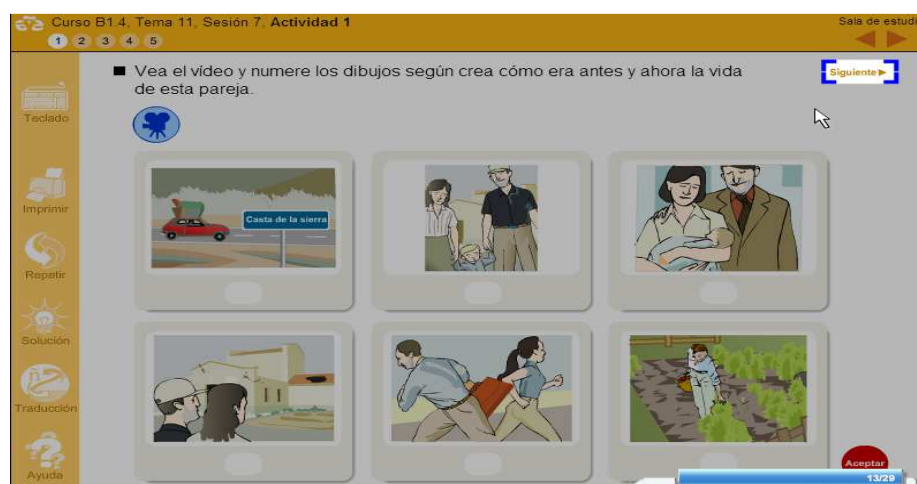 Curso B1.4, Tema 11, Sesión 7, Actividad 1
Sala de estudi
1 2 3 4 5
■ Vea el vídeo y numere los dibujos según crea cómo era antes y ahora la vida
de esta pareja.
Siguiente
Teclado
Imprimir
Repetir
Solución
Traducción
Ayuda
Casta de la sierra
Aceptar
13/29